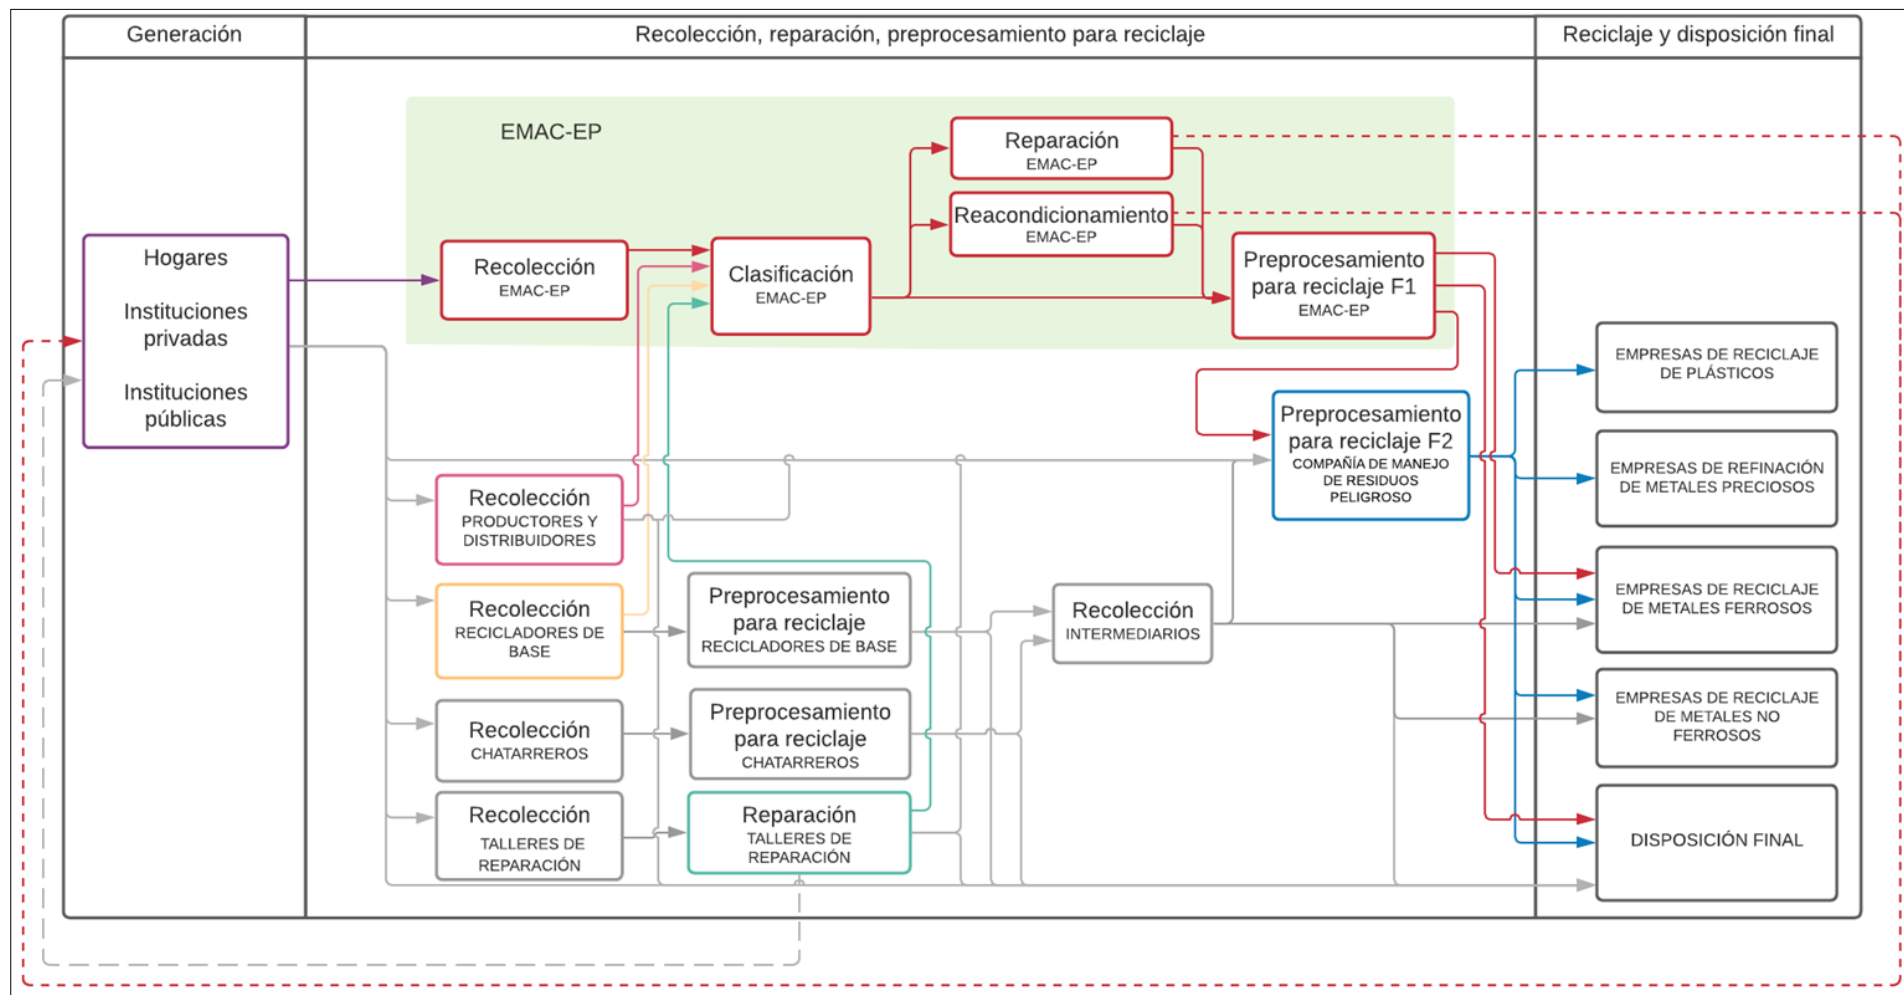 Generación
Recolección, reparación, preprocesamiento para reciclaje
Reciclaje y disposición final
EMAC-EP
Hogares
Instituciones
privadas
Instituciones
públicas
Recolección
EMAC-EP
Clasificación
EMAC-EP
Reparación
EMAC-EP
Reacondicionamiento
EMAC-EP
Preprocesamiento
para reciclaje F1
EMAC-EP
Preprocesamiento
para reciclaje F2
COMPAÑÍA DE MANEJO
DE RESIDUOS
PELIGROSO
Recolección
PRODUCTORES Y
DISTRIBUIDORES
Recolección
RECICLADORES DE
BASE
Preprocesamiento
para reciclaje
RECICLADORES DE BASE
Recolección
INTERMEDIARIOS
Recolección
CHATARREROS
Preprocesamiento
para reciclaje
CHATARREROS
Recolección
TALLERES DE
REPARACIÓN
Reparación
TALLERES DE
REPARACIÓN
EMPRESAS DE RECICLAJE
DE PLÁSTICOS
EMPRESAS DE REFINACIÓN
DE METALES PRECIOSOS
EMPRESAS DE RECICLAJE
DE METALES FERROSOS
EMPRESAS DE RECICLAJE
DE METALES NO
FERROSOS
DISPOSICIÓN FINAL